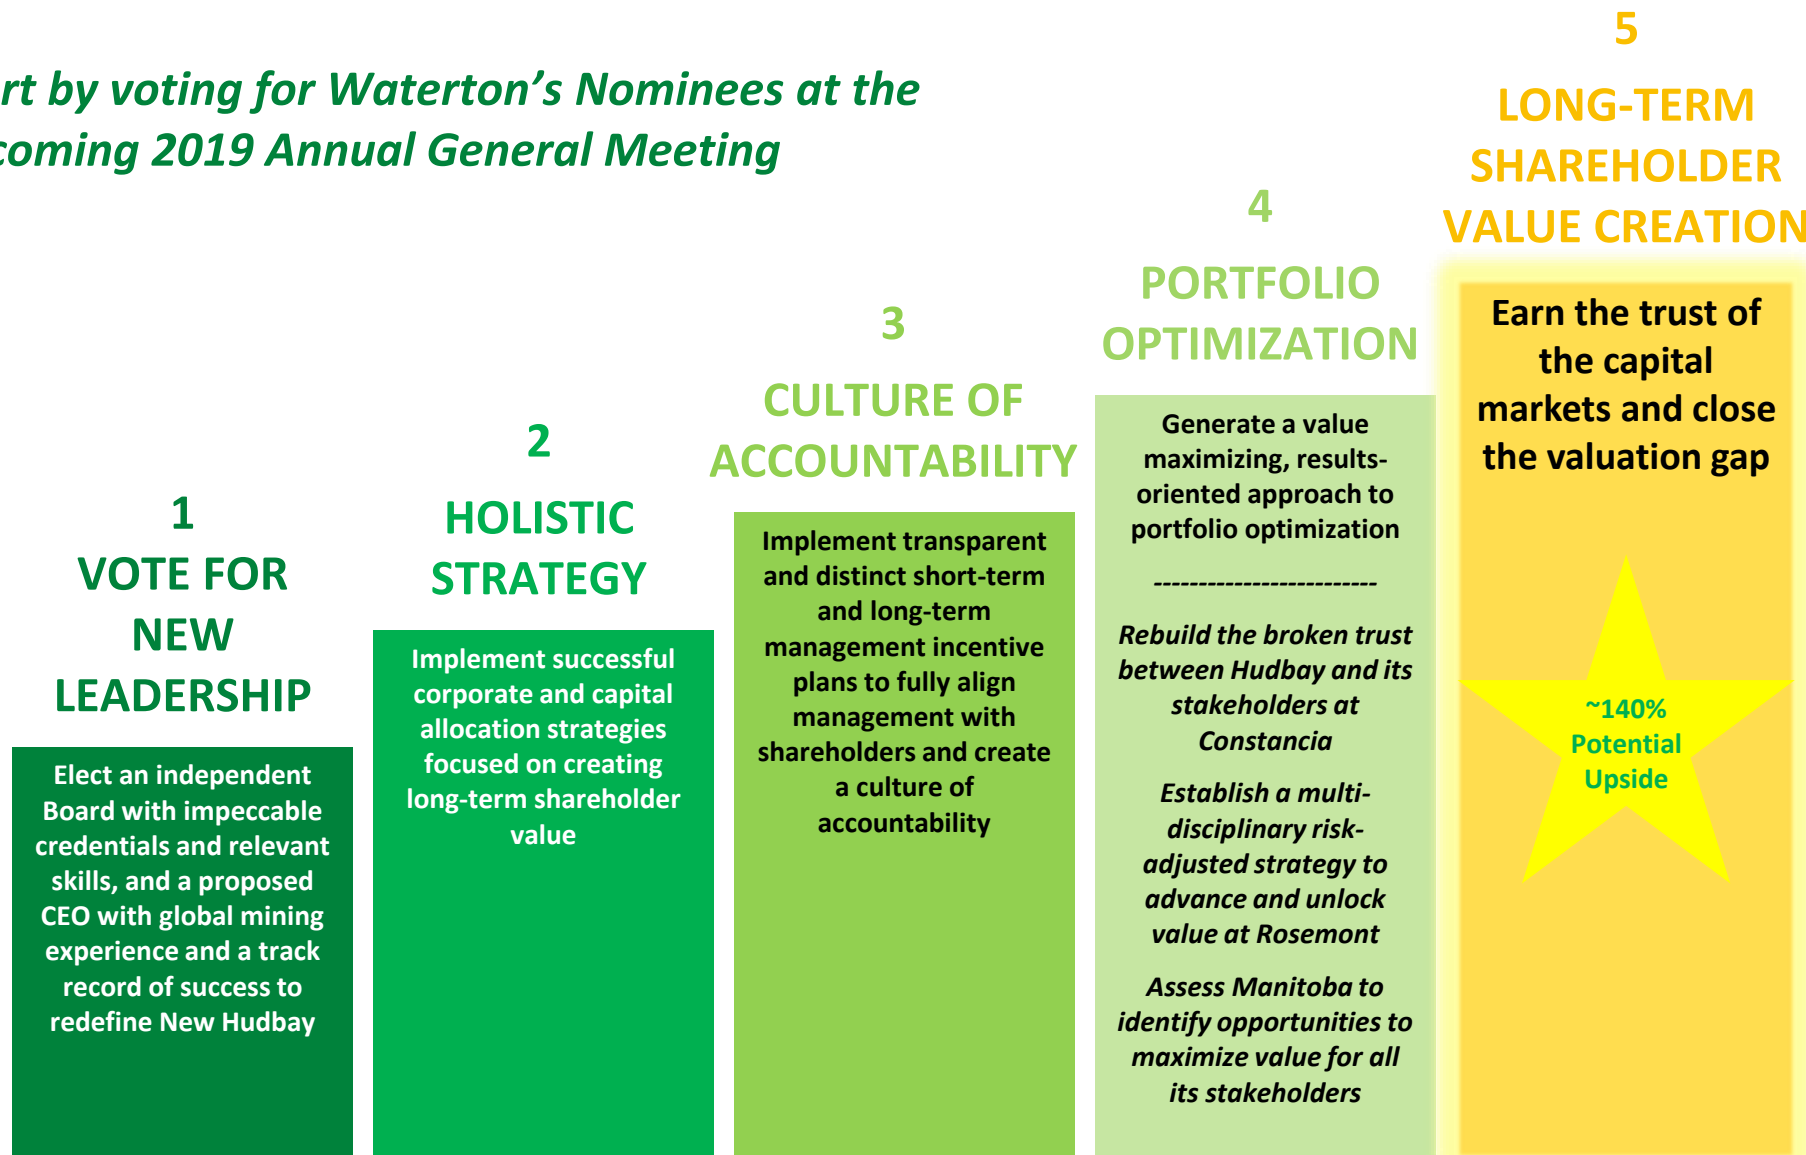 rt by voting for Waterton’s Nominees at the
coming 2019 Annual General Meeting
1
VOTE FOR
NEW
LEADERSHIP
Elect an independent
Board with impeccable
credentials and relevant
skills, and a proposed
CEO with global mining
experience and a track
record of success to
redefine New Hudbay
2
HOLISTIC
STRATEGY
Implement successful
corporate and capital
allocation strategies
focused on creating
long-term shareholder
value
3
CULTURE OF
ACCOUNTABILITY
Implement transparent
and distinct short-term
and long-term
management incentive
plans to fully align
management with
shareholders and create
a culture of
accountability
4
PORTFOLIO
OPTIMIZATION
Generate a value
maximizing, results-
oriented approach to
portfolio optimization
-------------------------
Rebuild the broken trust
between Hudbay and its
stakeholders at
Constancia
Establish a multi-
disciplinary risk-
adjusted strategy to
advance and unlock
value at Rosemont
Assess Manitoba to
identify opportunities to
maximize value for all
its stakeholders
5
LONG-TERM
SHAREHOLDER
VALUE CREATION
Earn the trust of
the capital
markets and close
the valuation gap
~140%
Potential
Upside